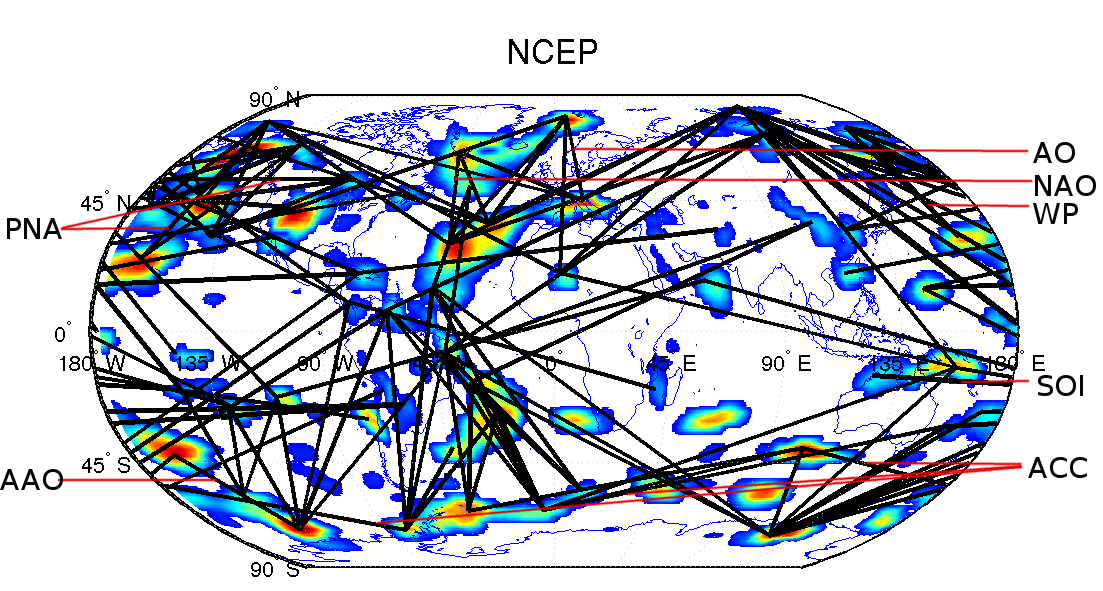 NCEP
90° N
AO
NAO
45° N
WP
PNA
0°
180° W
135° W
90° W
45° W
0°
45° E
90° E
135° E
180° E
SOI
45° S
ACC
AAO
90° S